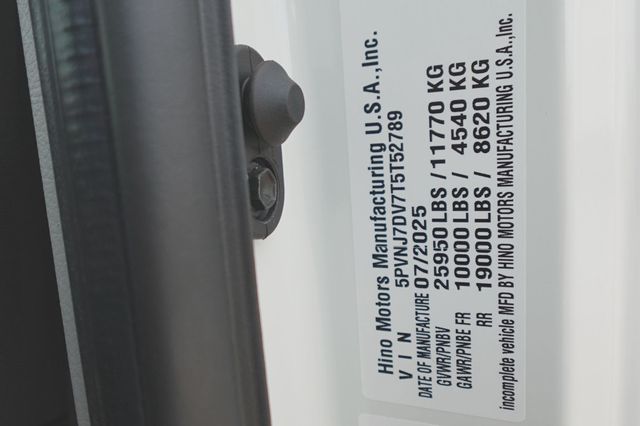 Hino Motors Manufacturing U.S.A.,Inc.
VIN 5PVNJ7DV7T5T52789
DATE OF MANUFACTURE 07/2025
GVWR/PNBV 25950 LBS / 11770 KG
GAWR/PNBE FR 10000 LBS / 4540 KG
RR 19000 LBS / 8620 KG
incomplete vehicle MFD BY HINO MOTORS MANUFACTURING U.S.A.,Inc.